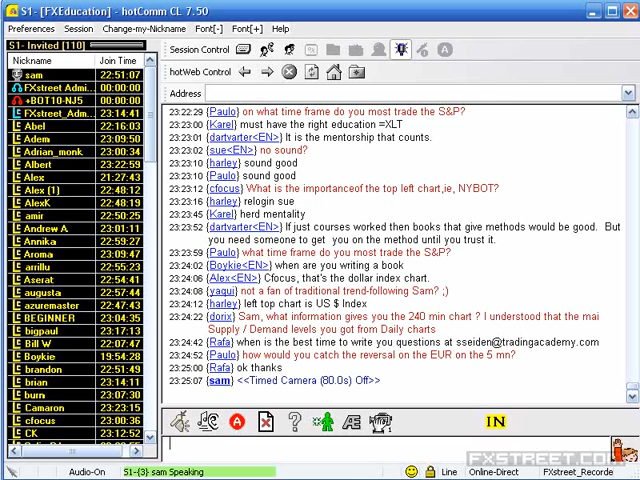 S1- [FXEducation] - hotComm CL 7.50
Preferences Session Change-my-Nickname Font[-] Font[+] Help
S1- Invited [110]
Session Control
Nickname Join Time
hotWeb Control
Address
sam 22:51:07
FXstreet Admi... 00:00:00
+BOT10-NJ5 00:00:00
FXstreet_Adm... 23:14:41
Abel 22:16:03
Adem 23:09:50
Adrian_monk 23:00:34
Albert 23:22:59
Alex 21:27:43
Alex (1) 22:48:12
AlexK 22:48:19
amir 22:50:25
Andrew A 23:01:11
Annika 22:59:27
Aroma 23:09:47
arrillu 22:55:23
Aserat 22:54:41
augusta 22:57:44
azuremaster 22:47:43
BEGINNER 23:04:35
bigpaul 23:17:13
Bill W 22:07:47
Boykie 19:54:28
brandon 22:51:49
brian 23:14:11
burn 23:07:30
Camaron 23:23:15
cfocus 23:00:36
CK 23:12:52
23:22:29 {Paulo} on what time frame do you most trade the S&P?
23:23:00 {Karel} must have the right education =XLT
23:23:01 {dartvarter<EN>} It is the mentorship that counts.
23:23:02 {sue<EN>} no sound?
23:23:10 {harley} sound good
23:23:10 {Paulo} sound good
23:23:12 {cfocus} What is the importanceof the top left chart,ie, NYBOT?
23:23:16 {harley} relogin sue
23:23:45 {Karel} herd mentality
23:23:52 {dartvarter<EN>} If just courses worked then books that give methods would be good. But
you need someone to get you on the method until you trust it.
23:23:59 {Paulo} what time frame do you most trade the S&P?
23:24:02 {Boykie<EN>} when are you writing a book
23:24:06 {Alex<EN>} Cfocus, that's the dollar index chart.
23:24:08 {yaqui} not a fan of traditional trend-following Sam? ;)
23:24:12 {harley} left top chart is US $ Index
23:24:22 {dorix} Sam, what information gives you the 240 min chart ? I understood that the mai
Supply / Demand levels you got from Daily charts
23:24:42 {Rafa} when is the best time to write you questions at sseiden@tradingacademy.com
23:24:42 {Paulo} how would you catch the reversal on the EUR on the 5 mn?
23:24:54 {Rafa} ok thanks
23:25:07 {sam} <<Timed Camera (80.0s) Off>>
IN
FXSTREET.COM
Audio-On S1-{3} sam Speaking Line Online-Direct FXstreet_Recorde